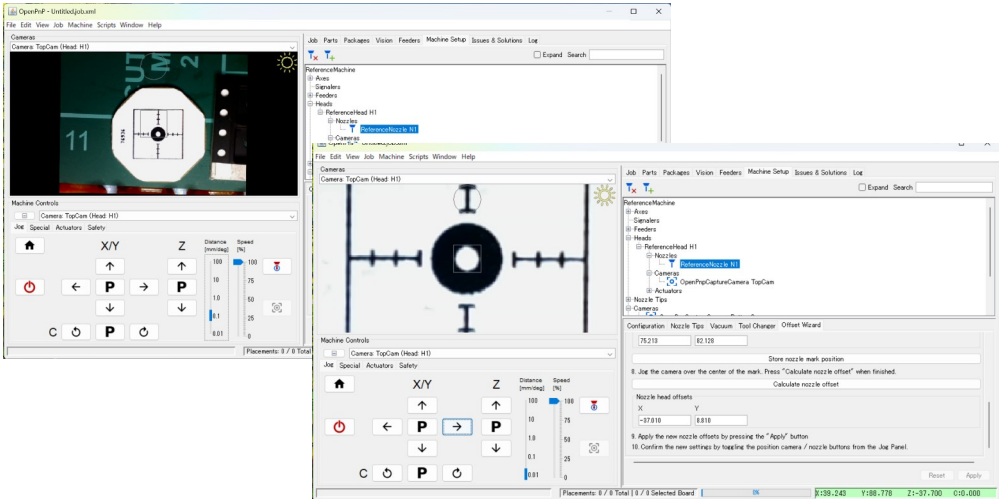 OpenPnP - Untitled.job.xml
File Edit View Job Machine Scripts Window Help
Cameras
Camera: TopCam (Head: H1)
CUT
M
2
11
Job Parts Packages Vision Feeders Machine Setup Issues & Solutions Log
Expand Search
ReferenceMachine
Axes
Signalers
Feeders
Heads
ReferenceHead H1
Nozzles
ReferenceNozzle N1
Cameras
Machine Controls
Camera: TopCam (Head: H1)
Jog Special Actuators Safety
X/Y Z Distance [mm/deg] Speed [%]
100 100
10 75
P P
1.0 50
0.1 25
C P
0.01 0
Placements: 0 / 0 Total
File Edit View Job Machine Scripts Window Help
Cameras
Camera: TopCam (Head: H1)
Job Parts Packages Vision Feeders Machine Setup Issues & Solutions Log
Expand Search
ReferenceMachine
Axes
Signalers
Feeders
Heads
ReferenceHead H1
Nozzles
ReferenceNozzle N1
Cameras
OpenPnpCaptureCamera TopCam
Actuators
Nozzle Tips
Cameras
Configuration Nozzle Tips Vacuum Tool Changer Offset Wizard
75.213 82.128
Store nozzle mark position
8. Jog the camera over the center of the mark. Press "Calculate nozzle offset" when finished.
Calculate nozzle offset
Nozzle head offsets
X Y
-37.010 8.810
9. Apply the new nozzle offsets by pressing the "Apply" button
10. Confirm the new settings by toggling the position camera / nozzle buttons from the Jog Panel.
Reset Apply
Machine Controls
Camera: TopCam (Head: H1)
Jog Special Actuators Safety
X/Y Z Distance [mm/deg] Speed [%]
100 100
10 75
P P
1.0 50
0.1 25
C P
0.01 0
Placements: 0 / 0 Total | 0 / 0 Selected Board 0% X:39.243 Y:88.778 Z:-37.700 C:0.000